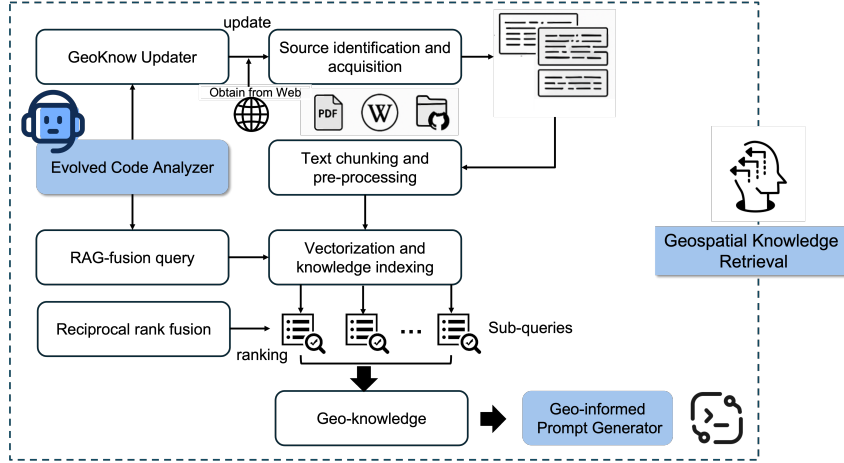 update
GeoKnow Updater
Source identification and
acquisition
Obtain from Web
PDF
W
Evolved Code Analyzer
Text chunking and
pre-processing
Geospatial Knowledge
Retrieval
RAG-fusion query
Vectorization and
knowledge indexing
Reciprocal rank fusion
ranking
...
Sub-queries
Geo-knowledge
Geo-informed
Prompt Generator